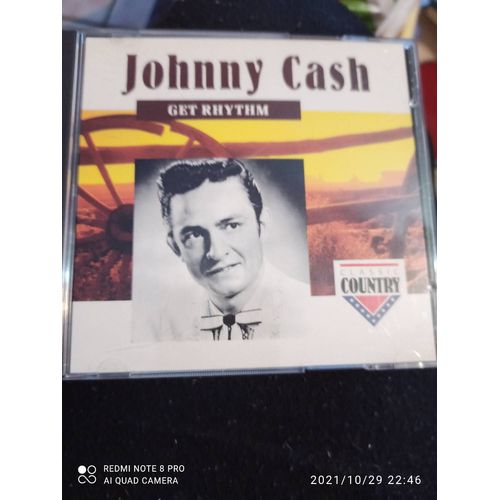 Johnny Cash
GET RHYTHM
CLASSIC
COUNTRY
REDMI NOTE 8 PRO
AI QUAD CAMERA
2021/10/29 22:46